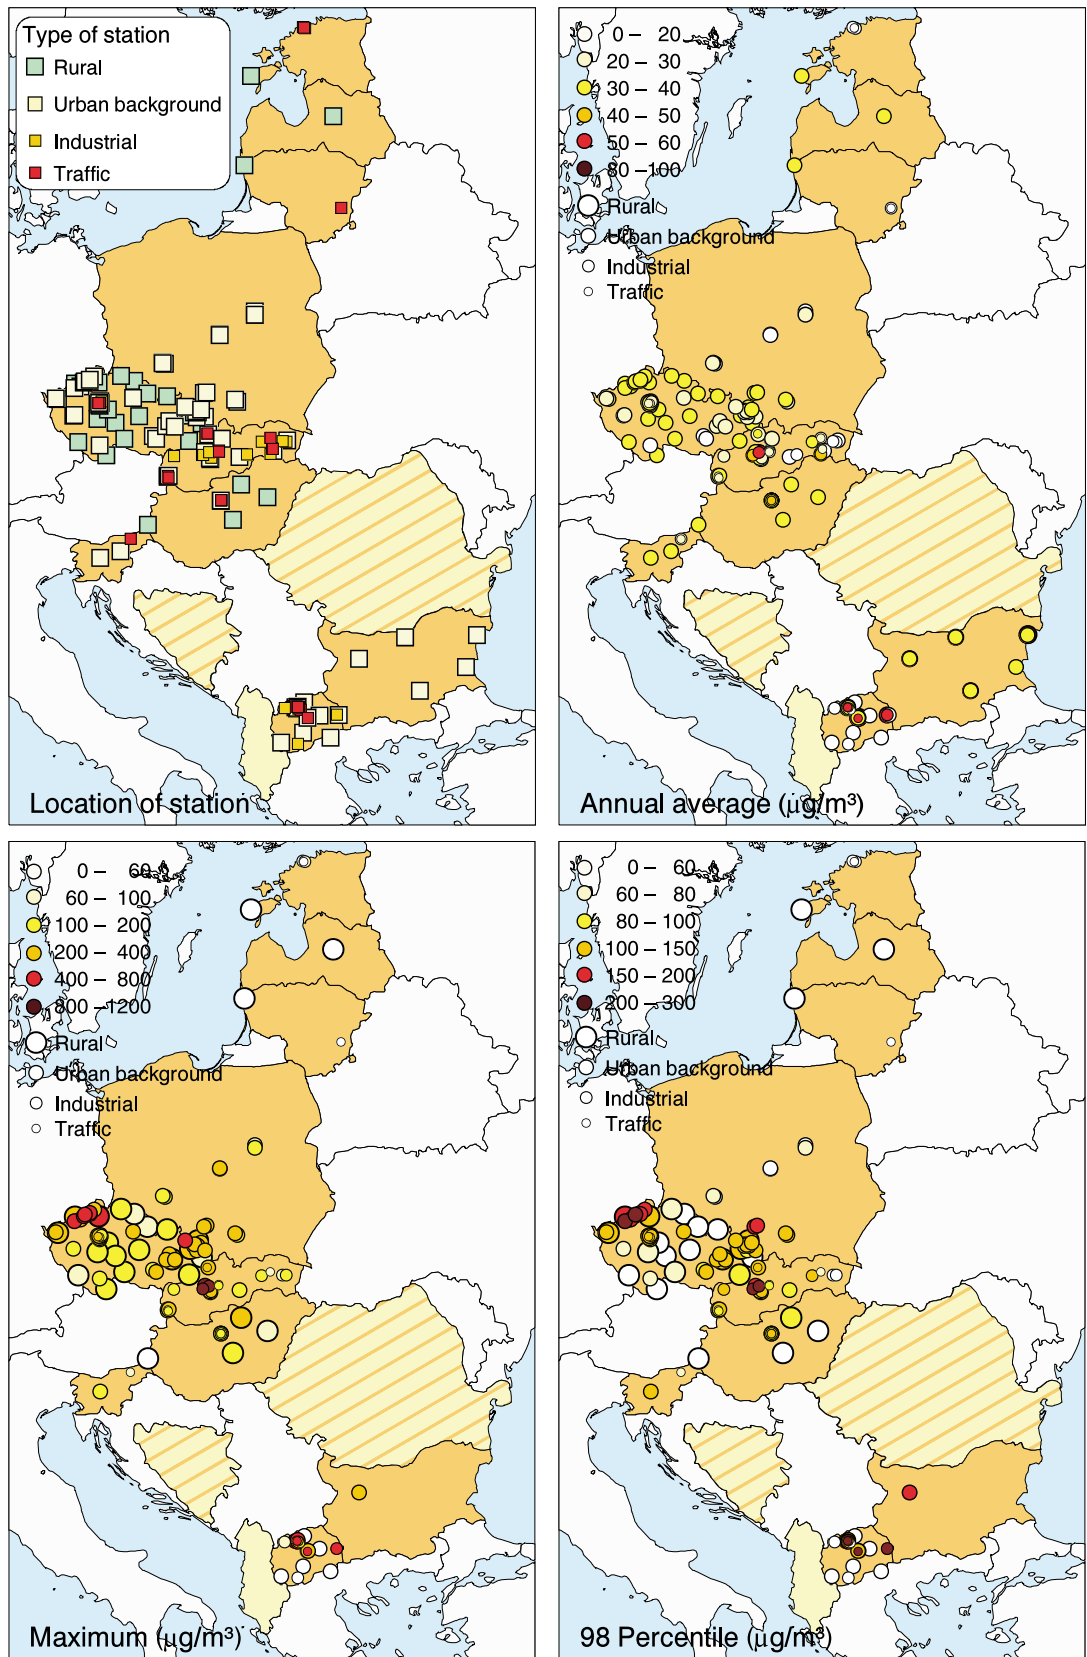 Type of station
Rural
Urban background
Industrial
Traffic
Location of station
0 – 20
20 – 30
30 – 40
40 – 50
50 – 60
80 –100
Rural
Urban background
Industrial
Traffic
Annual average (µg/m³)
0 – 60
60 – 100
100 – 200
200 – 400
400 – 800
800 –1200
Rural
Urban background
Industrial
Traffic
Maximum (µg/m³)
0 – 60
60 – 80
80 – 100
100 – 150
150 – 200
200 – 300
Rural
Urban background
Industrial
Traffic
98 Percentile (µg/m³)